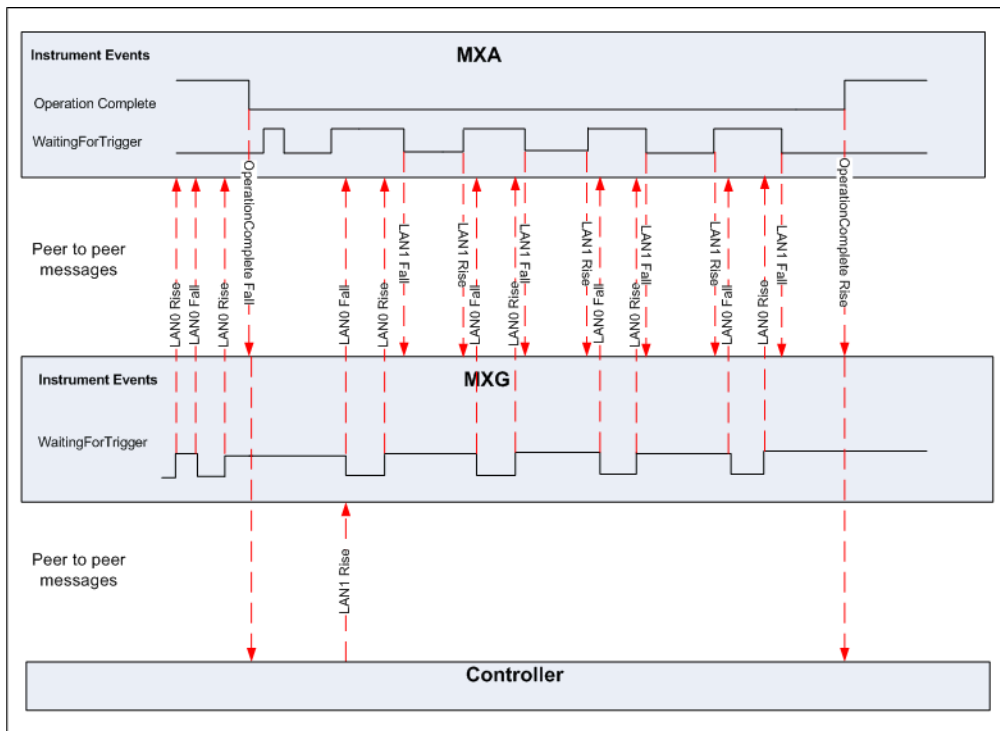 MXA
Instrument Events
Operation Complete
WaitingForTrigger
Peer to peer
messages
LAN0 Rise
LAN0 Fall
LAN0 Rise
OperationComplete Fall
LAN0 Fall
LAN0 Rise
LAN1 Fall
LAN1 Rise
LAN0 Fall
LAN0 Rise
LAN1 Fall
LAN1 Rise
LAN0 Fall
LAN0 Rise
LAN1 Fall
LAN1 Rise
LAN0 Fall
LAN0 Rise
LAN1 Fall
OperationComplete Rise
Instrument Events
MXG
WaitingForTrigger
Peer to peer
messages
LAN1 Rise
Controller